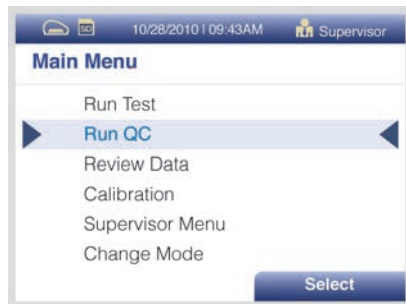 SD 10/28/2010 | 09:43AM Supervisor
Main Menu
Run Test
Run QC
Review Data
Calibration
Supervisor Menu
Change Mode
Select